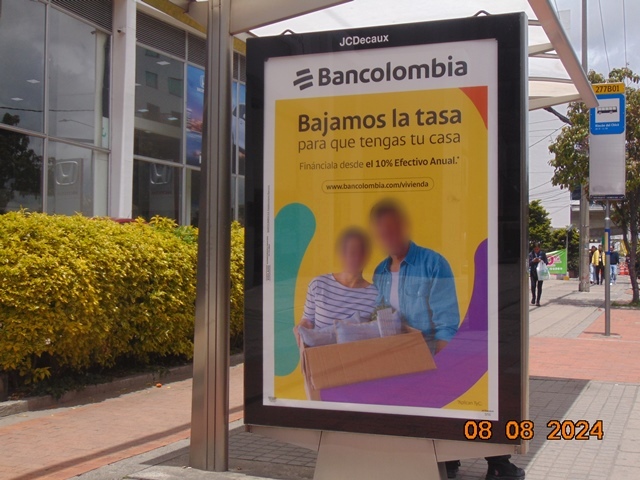 JCDecaux
Bancolombia
Bajamos la tasa
para que tengas tu casa
Finánciala desde el 10% Efectivo Anual.*
www.bancolombia.com/vivienda
277B01
08 08 2024